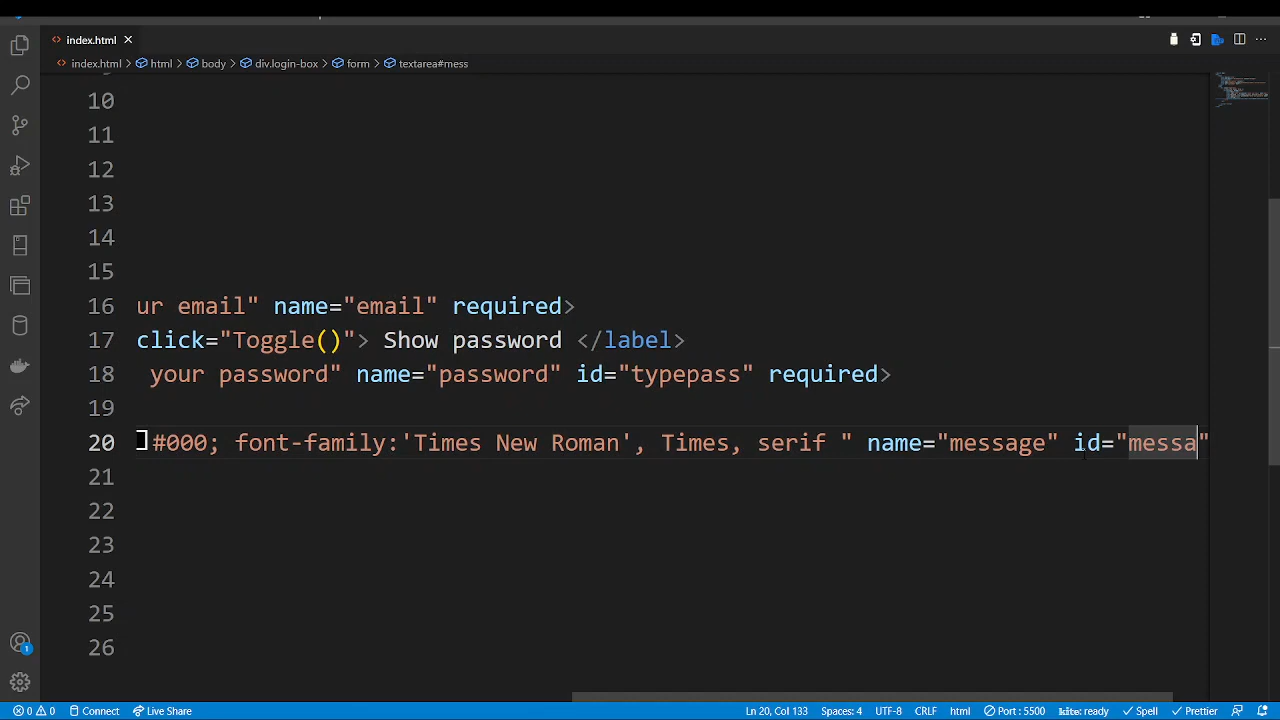 index.html
index.html > html > body > div.login-box > form > textarea#mess
10
11
12
13
14
15
16 ur email" name="email" required>
17 click="Toggle()"> Show password </label>
18 your password" name="password" id="typepass" required>
19
20 #000; font-family:'Times New Roman', Times, serif " name="message" id="messa"
21
22
23
24
25
26
1
0 0 Connect Live Share Ln 20, Col 133 Spaces: 4 UTF-8 CRLF html Port : 5500 kite: ready Spell Prettier